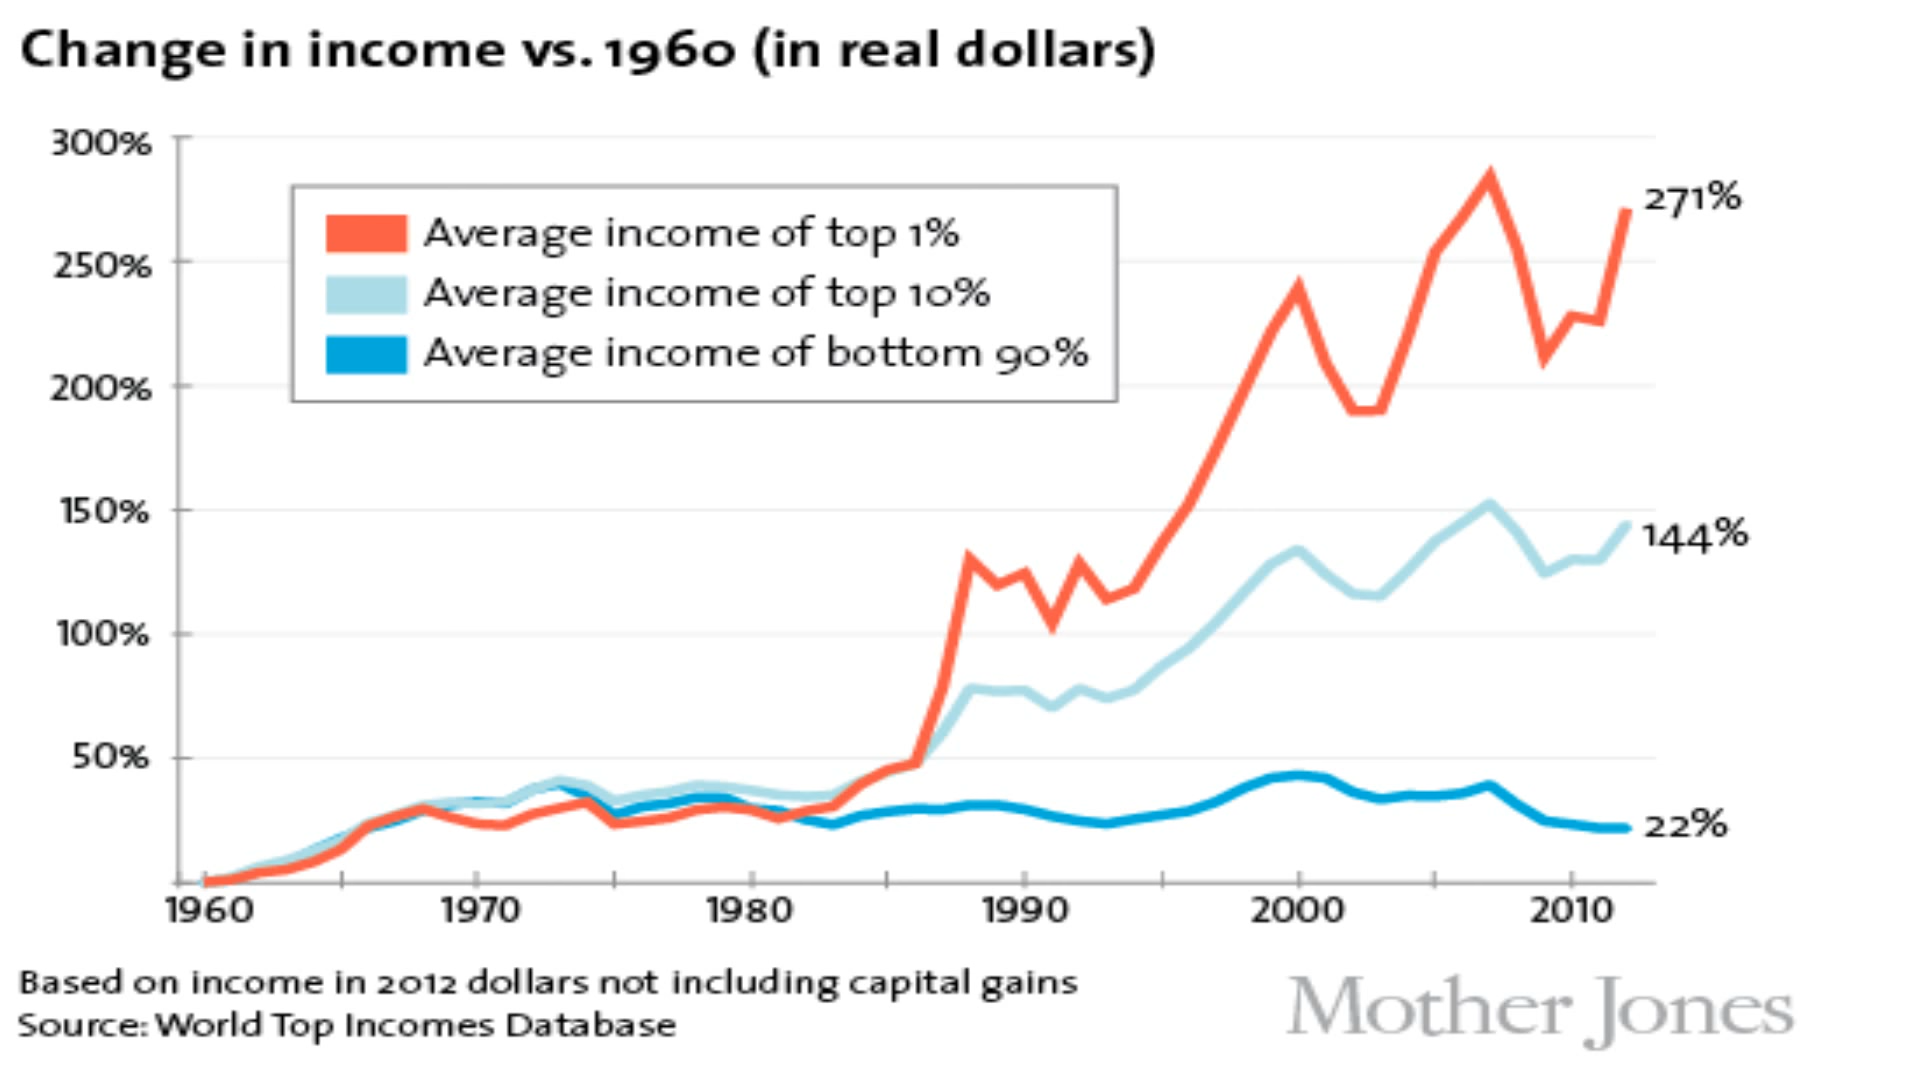 Change in income vs. 1960 (in real dollars)
300%
250%
200%
150%
100%
50%
Average income of top 1%
Average income of top 10%
Average income of bottom 90%
271%
144%
22%
1960 1970 1980 1990 2000 2010
Based on income in 2012 dollars not including capital gains
Source: World Top Incomes Database
Mother Jones